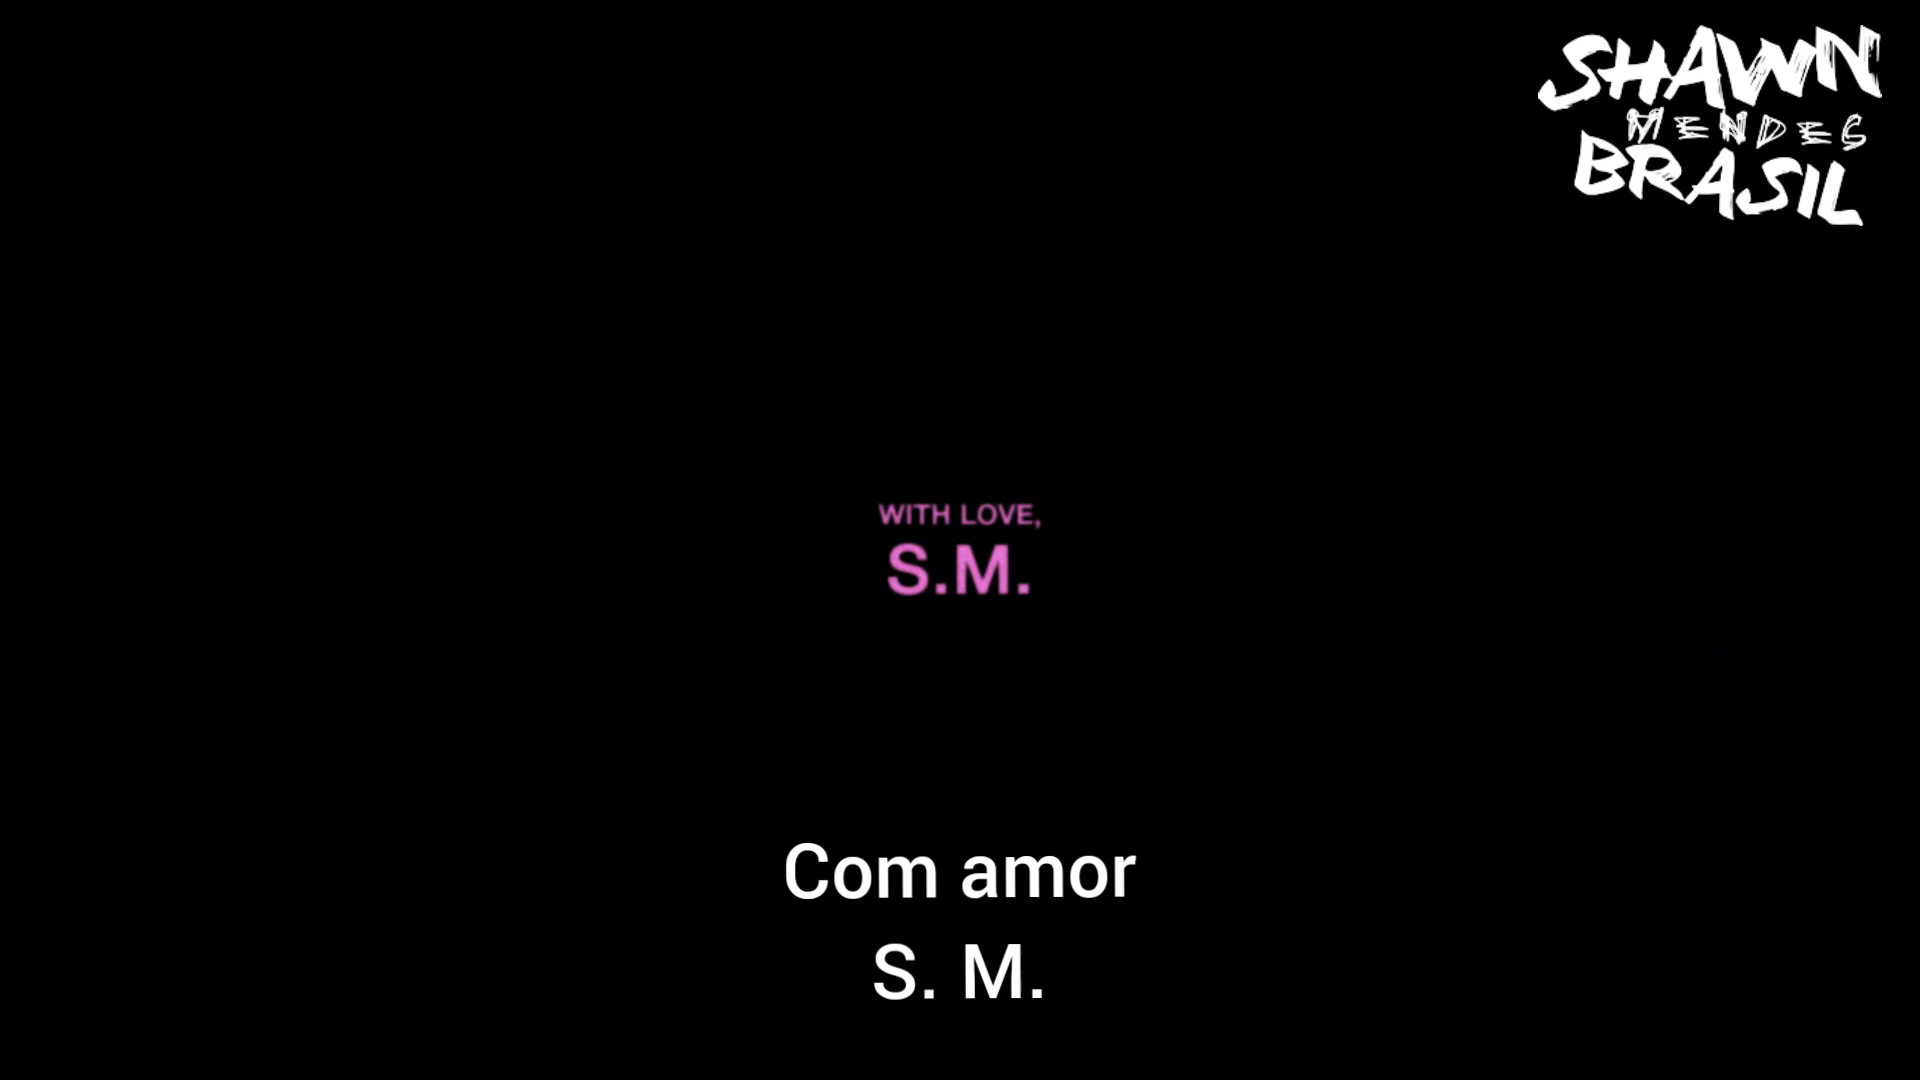 SHAWN
MENDES
BRASIL
WITH LOVE,
S.M.
Com amor
S. M.